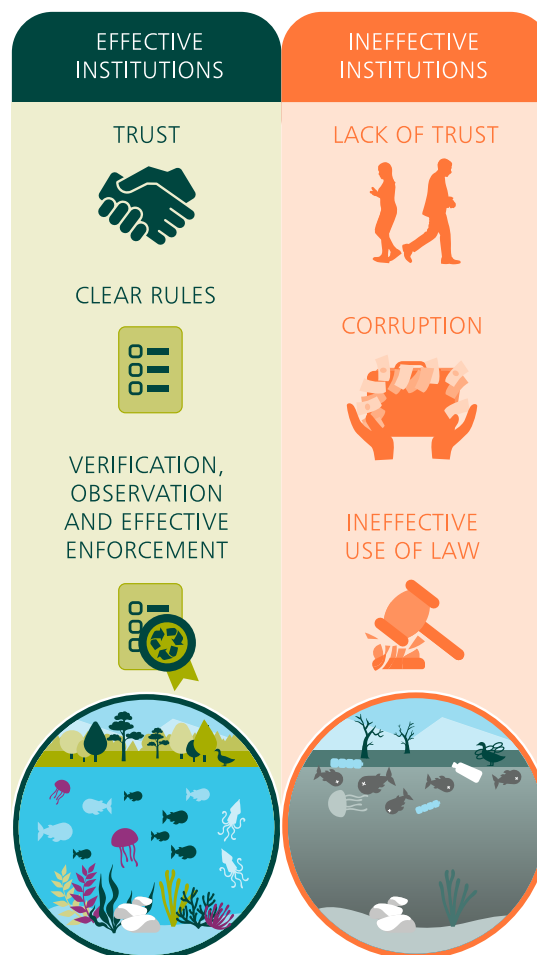 EFFECTIVE
INSTITUTIONS
TRUST
CLEAR RULES
VERIFICATION,
OBSERVATION
AND EFFECTIVE
ENFORCEMENT
INEFFECTIVE
INSTITUTIONS
LACK OF TRUST
CORRUPTION
INEFFECTIVE
USE OF LAW